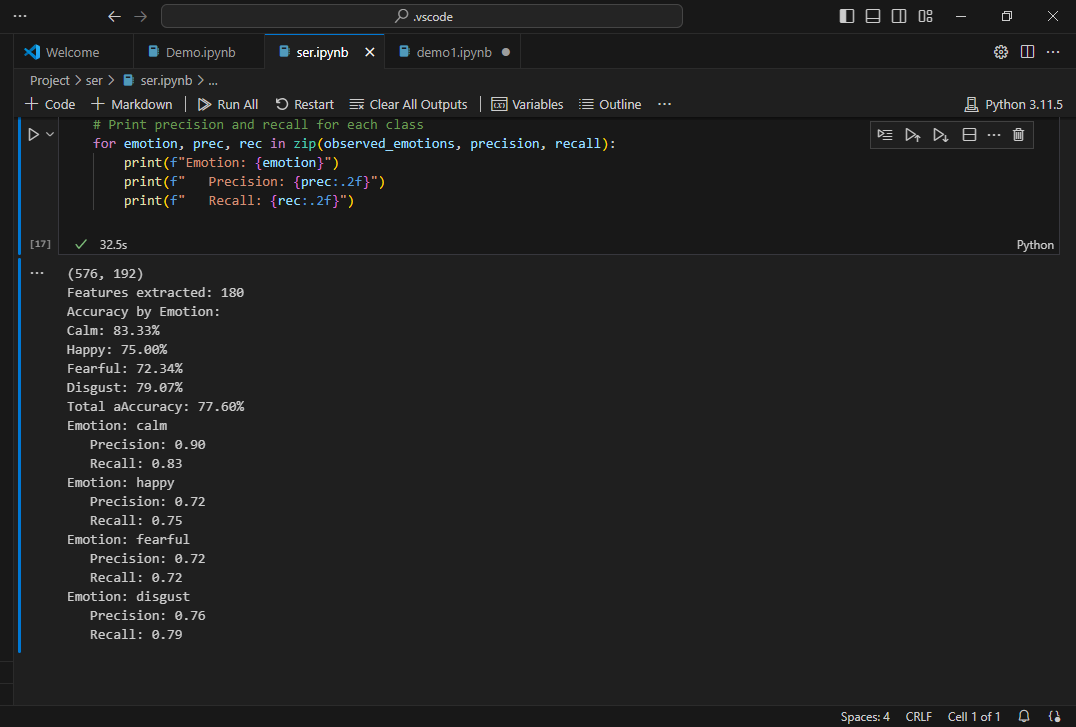 .vscode
Welcome
Demo.ipynb
ser.ipynb
demo1.ipynb
Project > ser > ser.ipynb > ...
+ Code + Markdown | Run All Restart Clear All Outputs | Variables Outline ... Python 3.11.5
# Print precision and recall for each class
for emotion, prec, rec in zip(observed_emotions, precision, recall):
    print(f"Emotion: {emotion}")
    print(f"   Precision: {prec:.2f}")
    print(f"   Recall: {rec:.2f}")
[17] 32.5s Python
(576, 192)
Features extracted: 180
Accuracy by Emotion:
Calm: 83.33%
Happy: 75.00%
Fearful: 72.34%
Disgust: 79.07%
Total aAccuracy: 77.60%
Emotion: calm
   Precision: 0.90
   Recall: 0.83
Emotion: happy
   Precision: 0.72
   Recall: 0.75
Emotion: fearful
   Precision: 0.72
   Recall: 0.72
Emotion: disgust
   Precision: 0.76
   Recall: 0.79
Spaces: 4 CRLF Cell 1 of 1